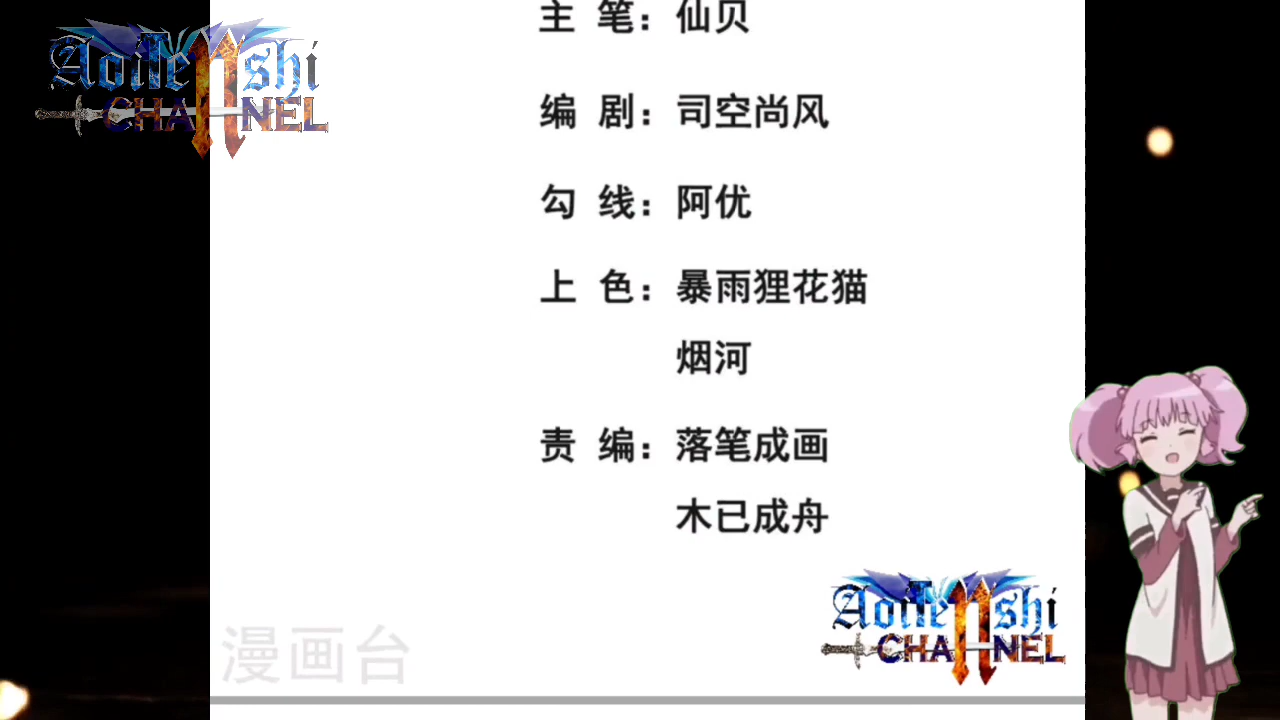 Aoilenshi
CHANNEL
主 笔：仙贝
编 剧：司空尚风
勾 线：阿优
上 色：暴雨狸花猫
烟河
责 编：落笔成画
木已成舟
漫画台
Aoilenshi
CHANNEL